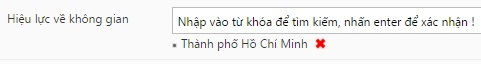 Hiệu lực về không gian
Nhập vào từ khóa để tìm kiếm, nhấn enter để xác nhận !
Thành phố Hồ Chí Minh